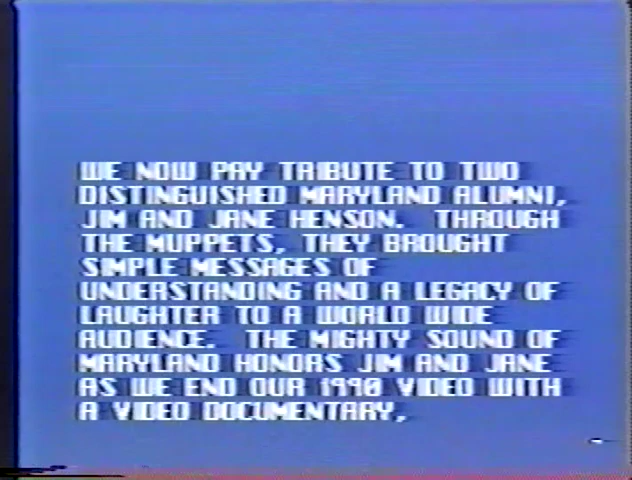 WE NOW PAY TRIBUTE TO TWO
DISTINGUISHED MARYLAND ALUMNI,
JIM AND JANE HENSON.  THROUGH
THE MUPPETS, THEY BROUGHT
SIMPLE MESSAGES OF
UNDERSTANDING AND A LEGACY OF
LAUGHTER TO A WORLD WIDE
AUDIENCE.  THE MIGHTY SOUND OF
MARYLAND HONORS JIM AND JANE
AS WE END OUR 1990 VIDEO WITH
A VIDEO DOCUMENTARY,